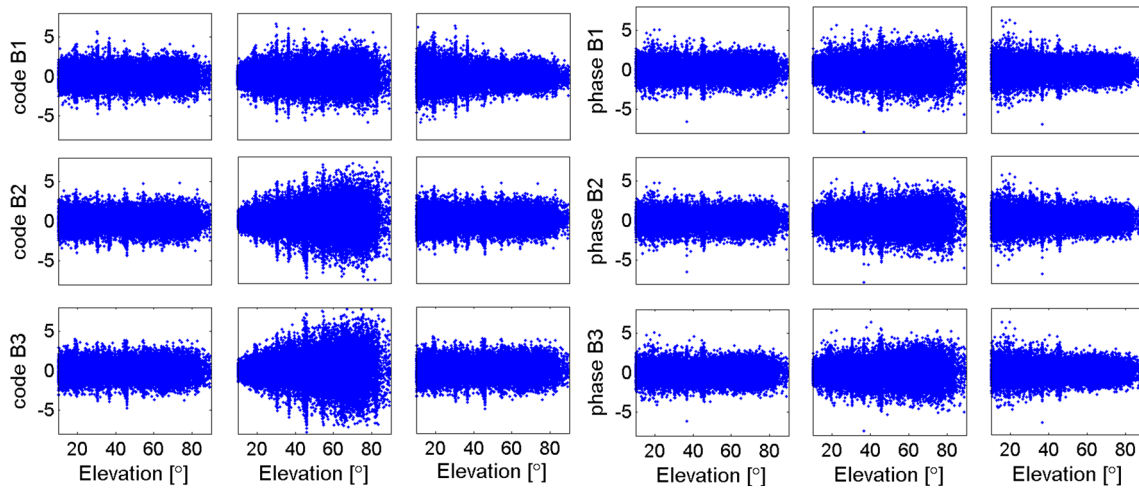 code B1
5
0
-5
phase B1
5
0
-5
code B2
5
0
-5
phase B2
5
0
-5
code B3
5
0
-5
phase B3
5
0
-5
20 40 60 80
20 40 60 80
20 40 60 80
20 40 60 80
20 40 60 80
20 40 60 80
Elevation [°]
Elevation [°]
Elevation [°]
Elevation [°]
Elevation [°]
Elevation [°]